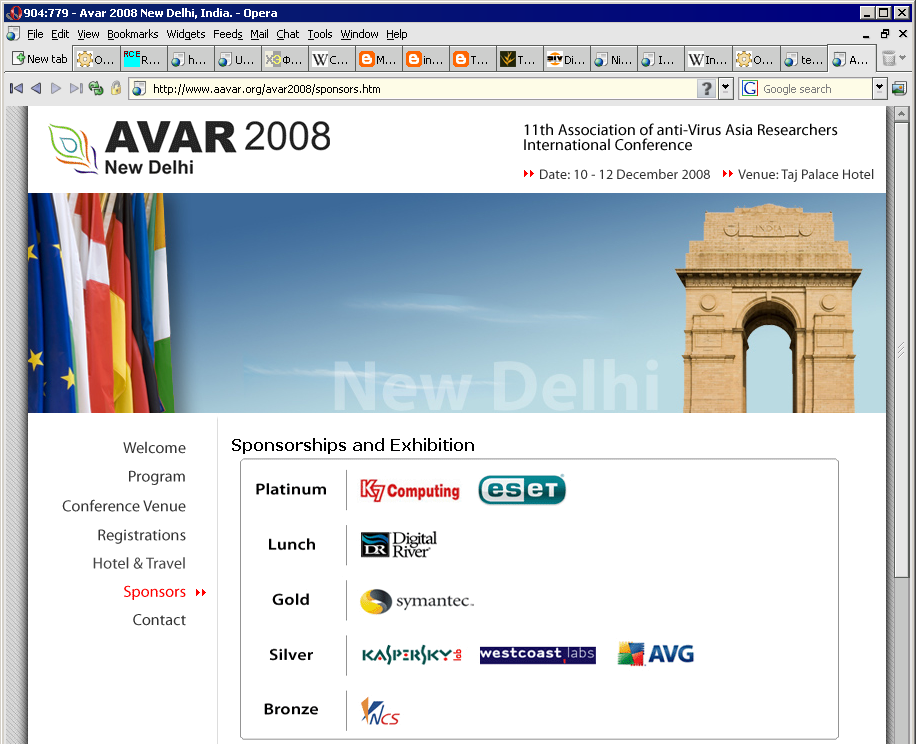 904:779 - Avar 2008 New Delhi, India. - Opera
File Edit View Bookmarks Widgets Feeds Mail Chat Tools Window Help
New tab O... R... h... U... Ф... C... M... in... T... T... Di... Ni... I... In... O... te... A...
http://www.aavar.org/avar2008/sponsors.htm ? G Google search
AVAR 2008
New Delhi
11th Association of anti-Virus Asia Researchers
International Conference
Date: 10 - 12 December 2008 Venue: Taj Palace Hotel
INDIA
New Delhi
Welcome
Program
Conference Venue
Registrations
Hotel & Travel
Sponsors
Contact
Sponsorships and Exhibition
Platinum K7 Computing eset
Lunch DR Digital River
Gold symantec.
Silver KASPERSKY lab westcoast labs AVG
Bronze NCS